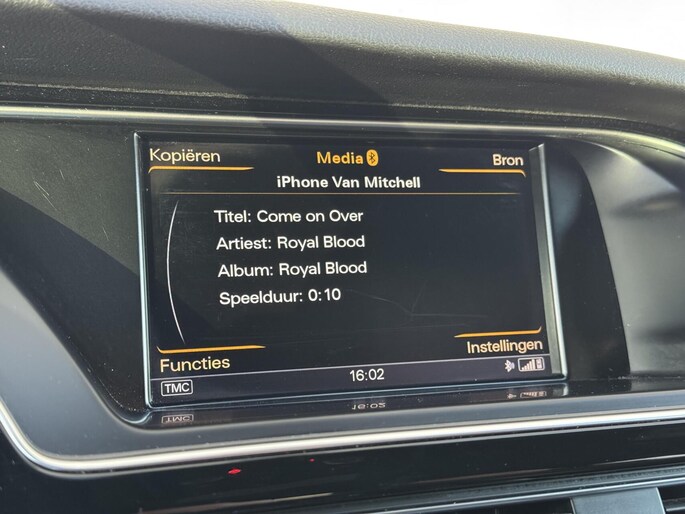 Kopiëren
Media
Bron
iPhone Van Mitchell
Titel: Come on Over
Artiest: Royal Blood
Album: Royal Blood
Speelduur: 0:10
Functies
Instellingen
TMC
16:02